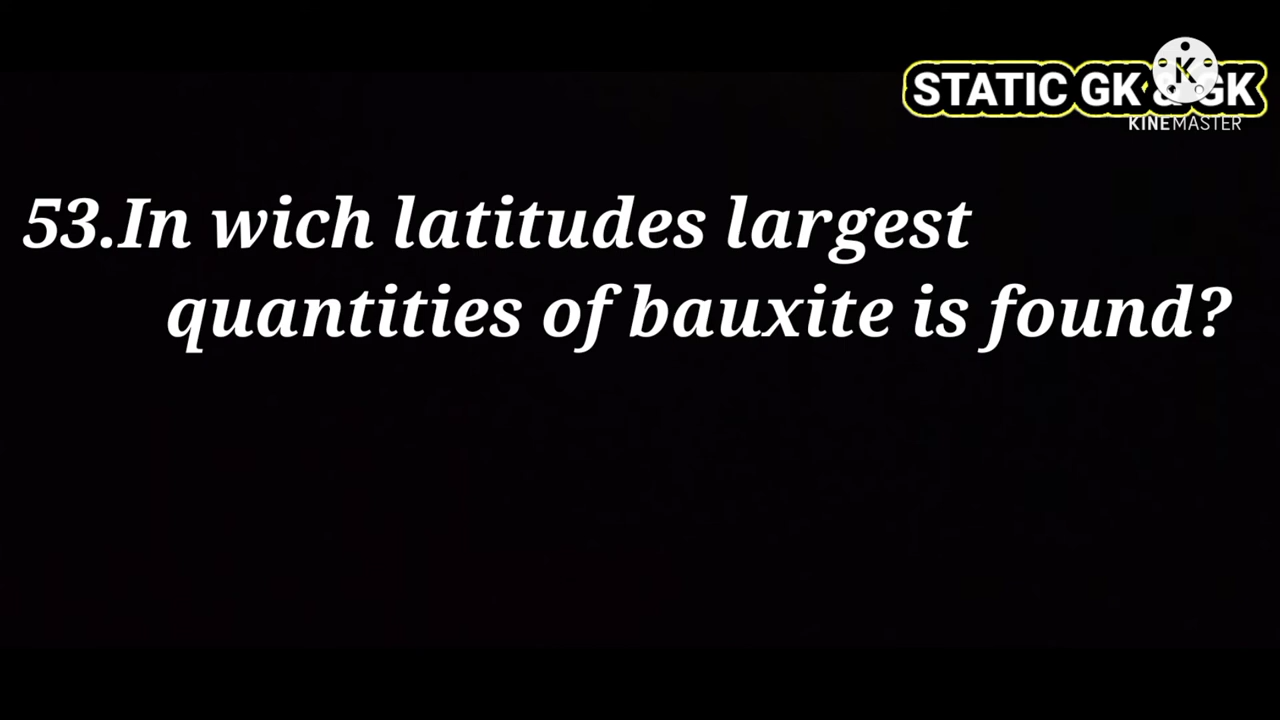 STATIC GK & GK
KINEMASTER
53.In wich latitudes largest
quantities of bauxite is found?